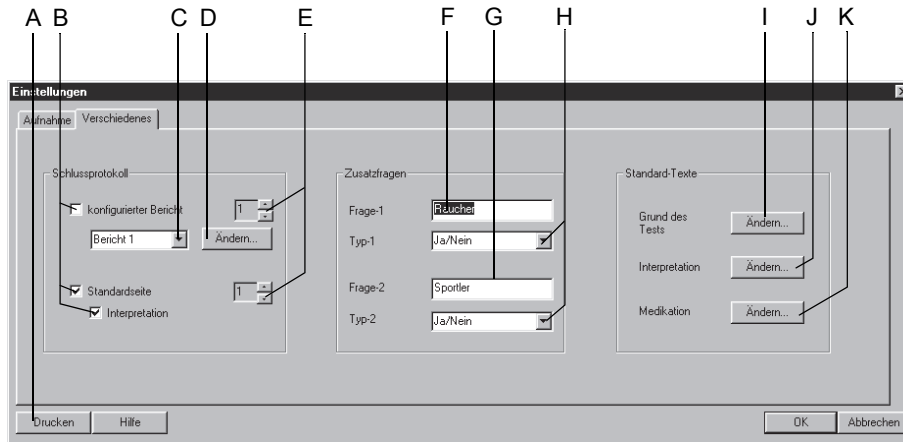 A B C D E F G H I J K
Einstellungen
Aufnahme Verschiedenes
Schlussprotokoll
konfigurierter Bericht 1
Bericht 1 Ändern...
Standardseite 1
Interpretation
Zusatzfragen
Frage-1 Raucher
Typ-1 Ja/Nein
Frage-2 Sportler
Typ-2 Ja/Nein
Standard-Texte
Grund des
Tests Ändern...
Interpretation Ändern...
Medikation Ändern...
Drucken Hilfe OK Abbrechen